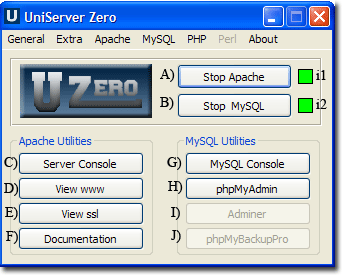 U UniServer Zero
General Extra Apache MySQL PHP Perl About
U ZERO A) Stop Apache i1
B) Stop MySQL i2
Apache Utilities MySQL Utilities
C) Server Console G) MySQL Console
D) View www H) phpMyAdmin
E) View ssl I) Adminer
F) Documentation J) phpMyBackupPro